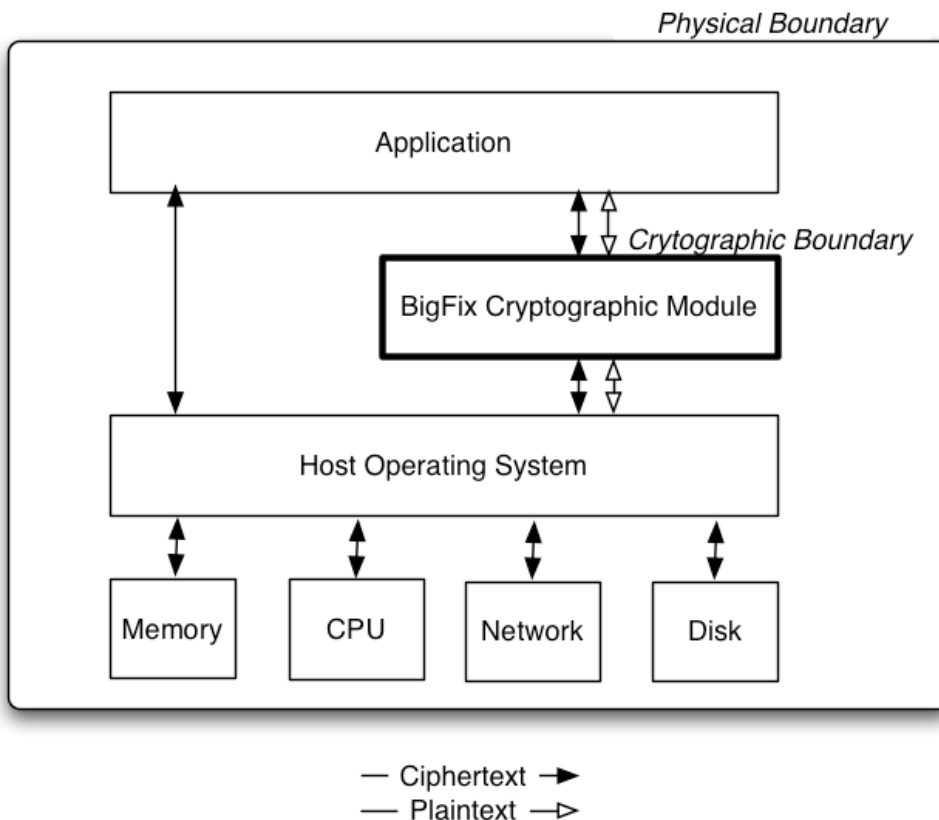 Physical Boundary
Application
Crytographic Boundary
BigFix Cryptographic Module
Host Operating System
Memory
CPU
Network
Disk
Ciphertext
Plaintext